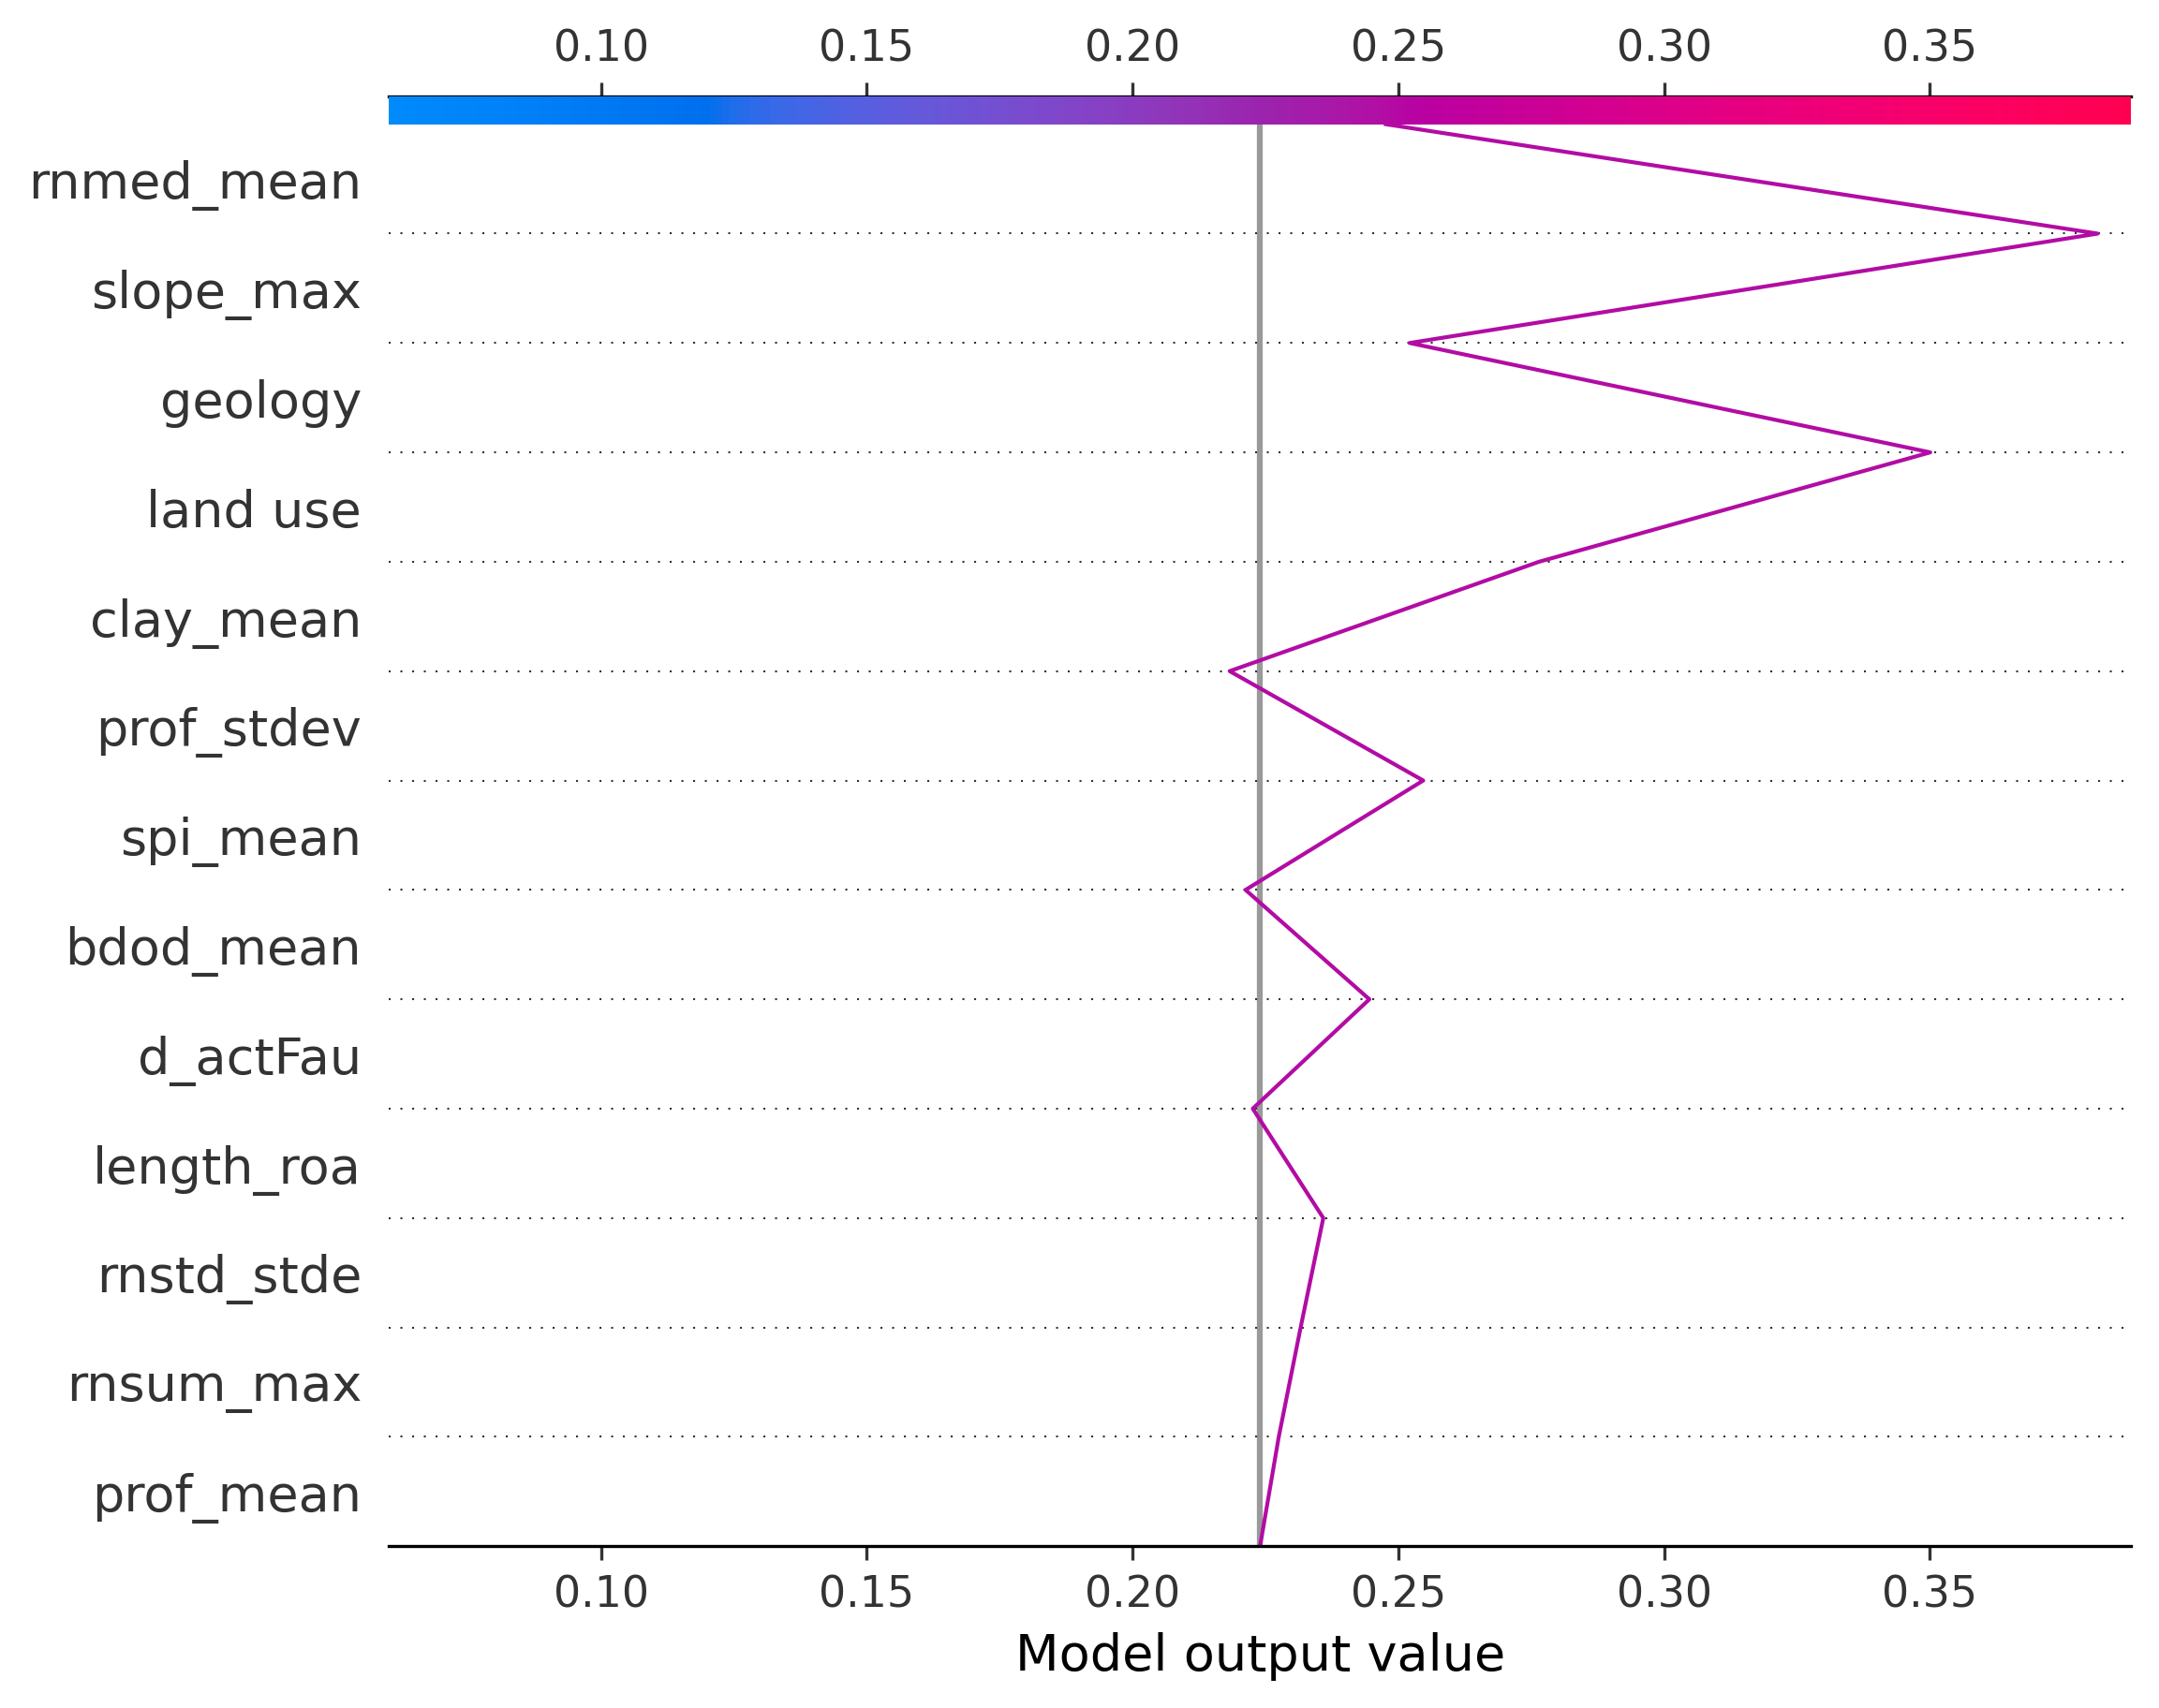 0.10 0.15 0.20 0.25 0.30 0.35
rnmed_mean
slope_max
geology
land use
clay_mean
prof_stdev
spi_mean
bdod_mean
d_actFau
length_roa
rnstd_stde
rnsum_max
prof_mean
0.10 0.15 0.20 0.25 0.30 0.35
Model output value